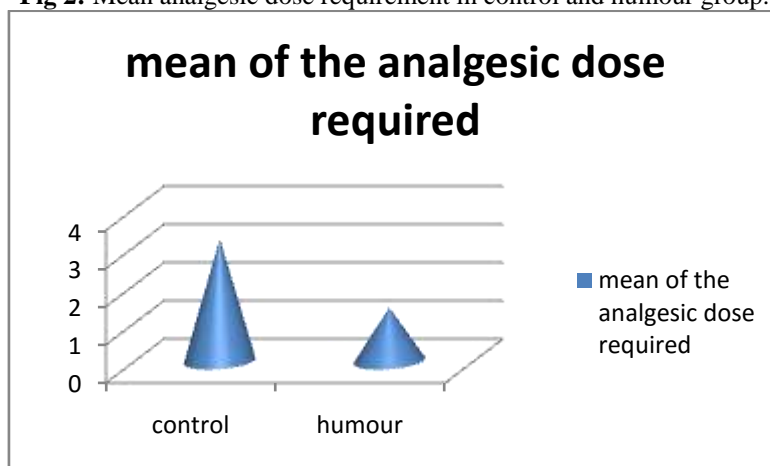 Fig 2: Mean analgesic dose requirement in control and humour group.
mean of the analgesic dose
required
4
3
2
1
0
control humour
mean of the
analgesic dose
required